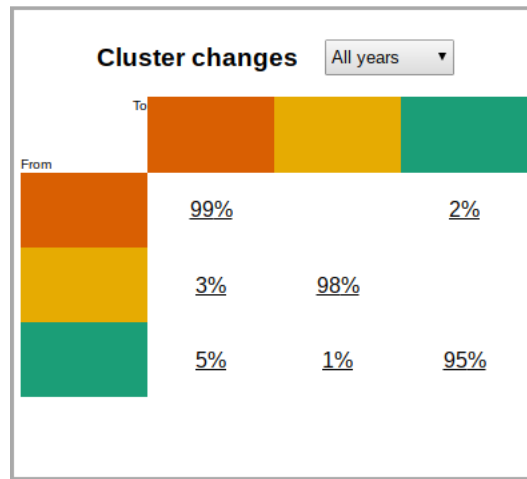 Cluster changes All years
To
From
99% 2%
3% 98%
5% 1% 95%